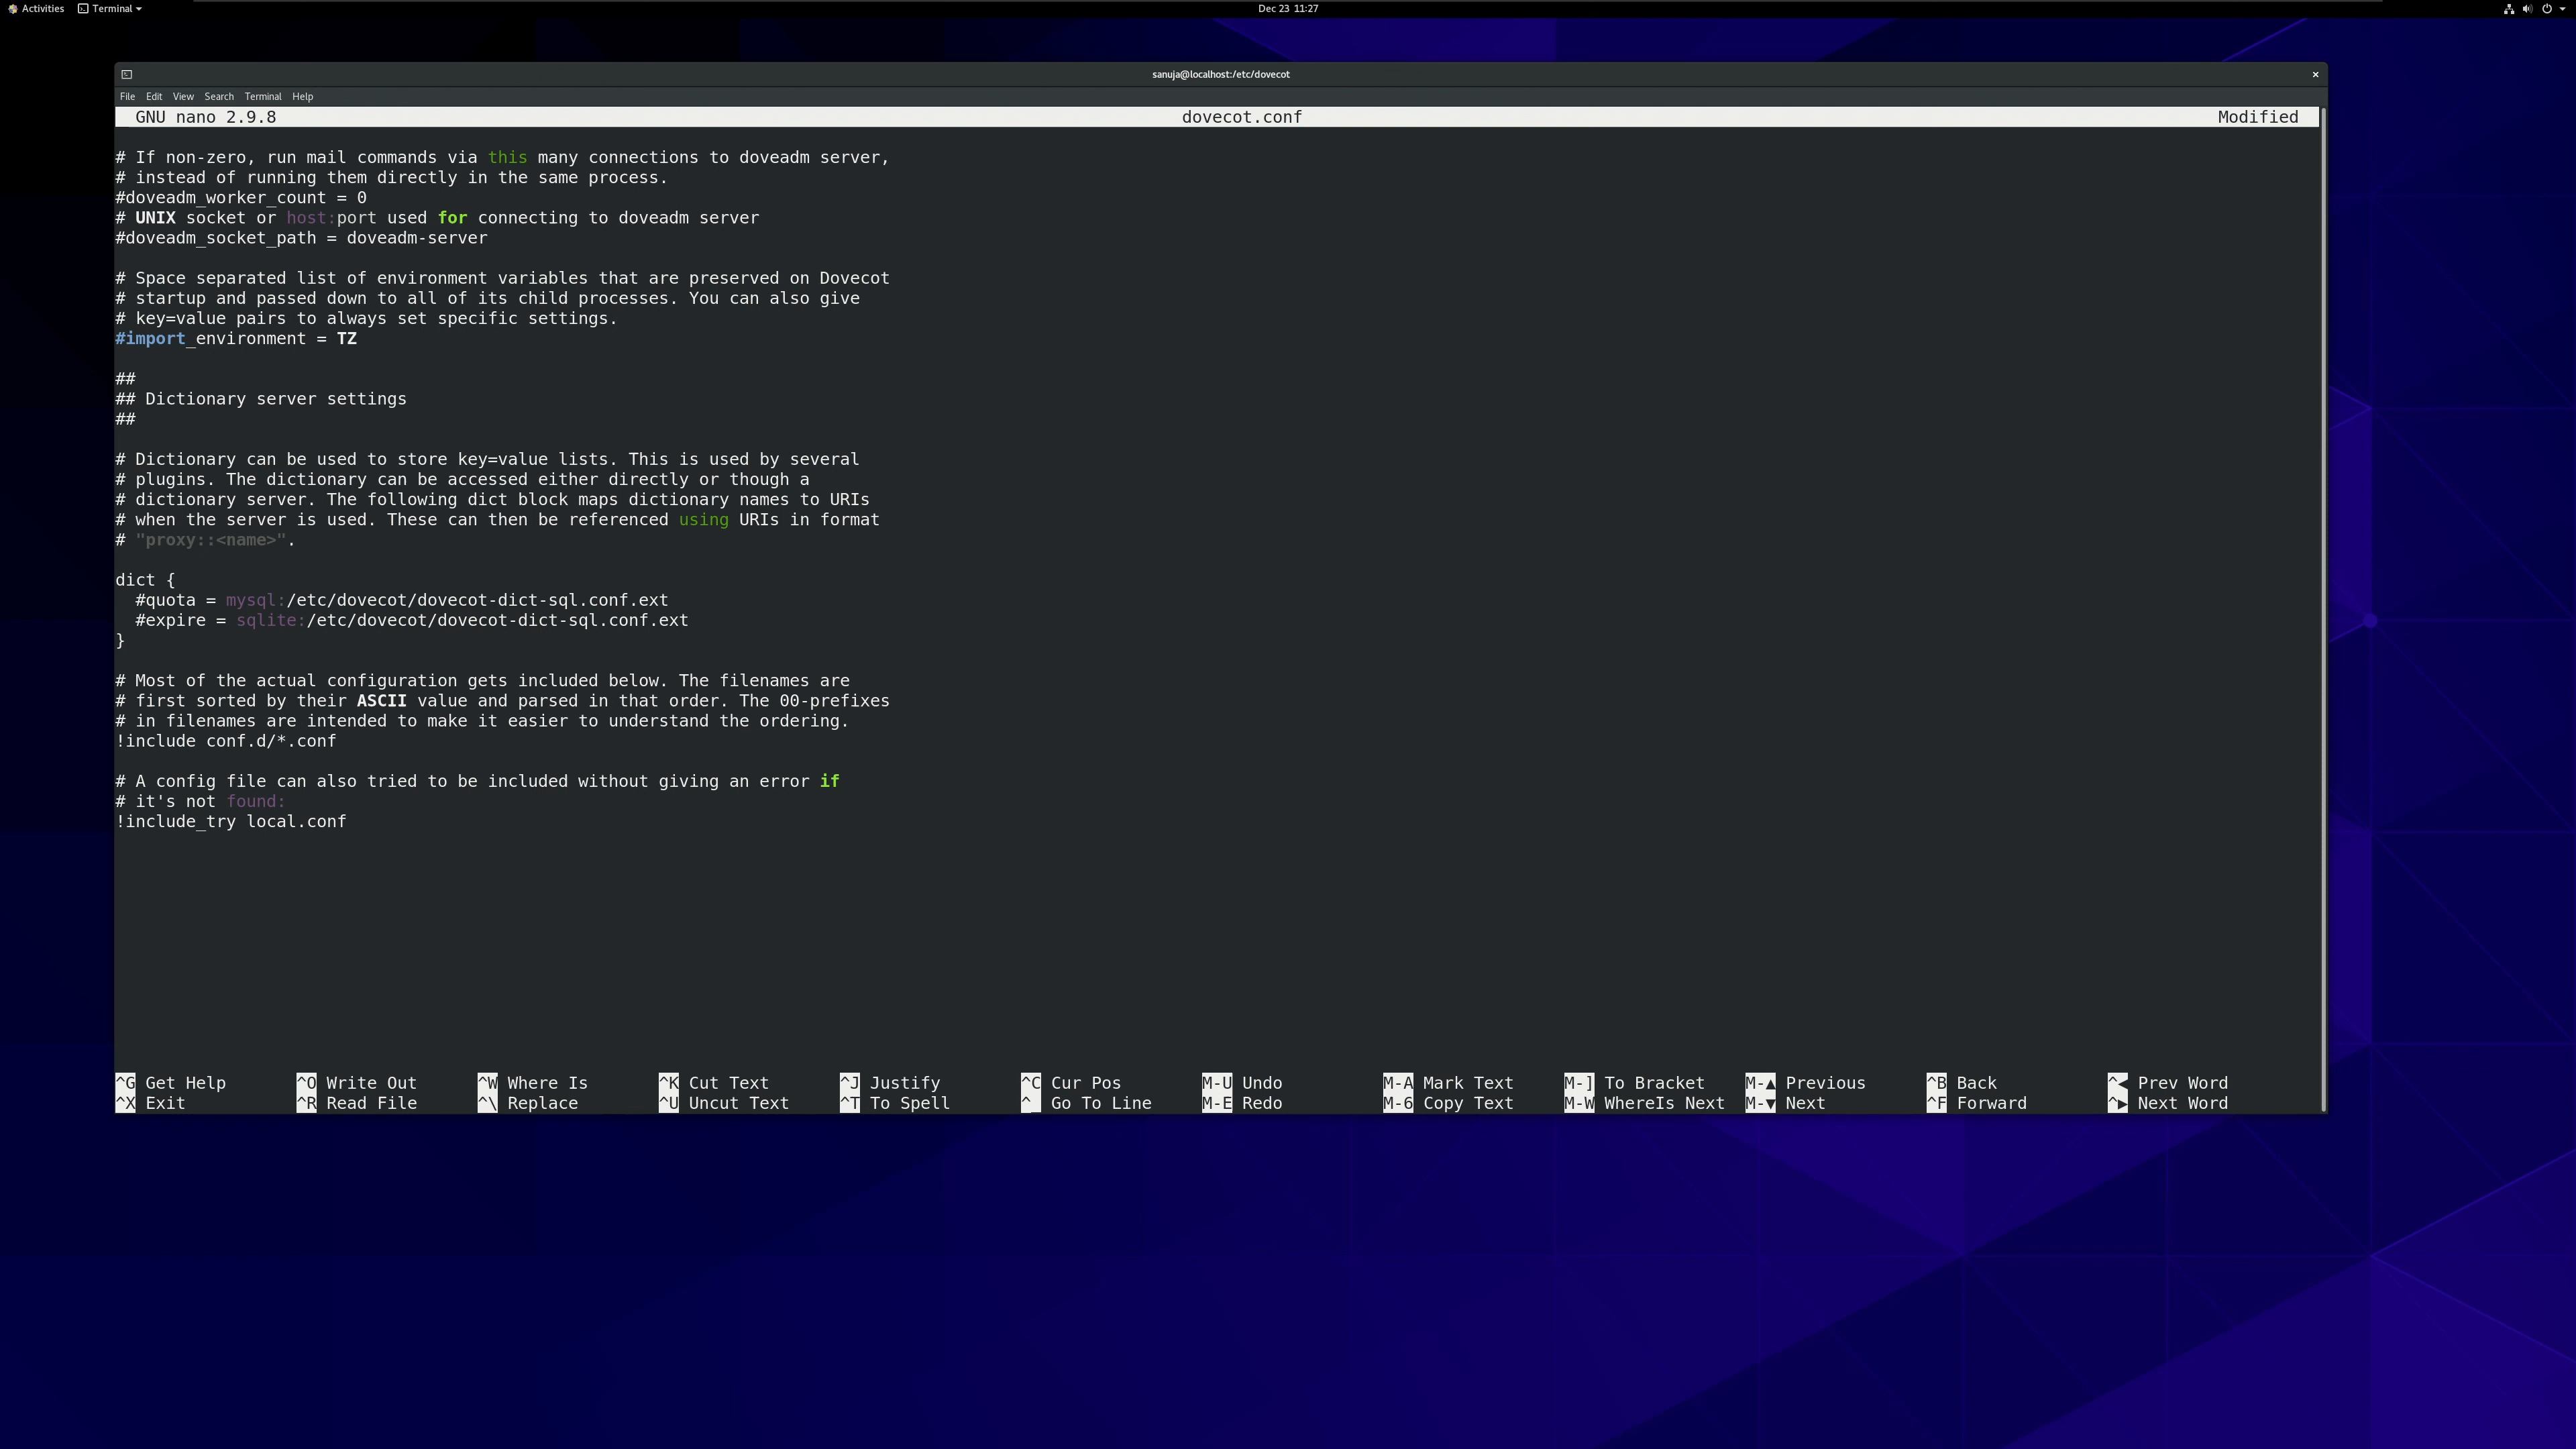 Activities Terminal Dec 23 11:27
sanuja@localhost:/etc/dovecot ×
File Edit View Search Terminal Help
GNU nano 2.9.8 dovecot.conf Modified
# If non-zero, run mail commands via this many connections to doveadm server,
# instead of running them directly in the same process.
#doveadm_worker_count = 0
# UNIX socket or host:port used for connecting to doveadm server
#doveadm_socket_path = doveadm-server
# Space separated list of environment variables that are preserved on Dovecot
# startup and passed down to all of its child processes. You can also give
# key=value pairs to always set specific settings.
#import_environment = TZ
##
## Dictionary server settings
##
# Dictionary can be used to store key=value lists. This is used by several
# plugins. The dictionary can be accessed either directly or though a
# dictionary server. The following dict block maps dictionary names to URIs
# when the server is used. These can then be referenced using URIs in format
# "proxy::<name>".
dict {
  #quota = mysql:/etc/dovecot/dovecot-dict-sql.conf.ext
  #expire = sqlite:/etc/dovecot/dovecot-dict-sql.conf.ext
}
# Most of the actual configuration gets included below. The filenames are
# first sorted by their ASCII value and parsed in that order. The 00-prefixes
# in filenames are intended to make it easier to understand the ordering.
!include conf.d/*.conf
# A config file can also tried to be included without giving an error if
# it's not found:
!include_try local.conf
^G Get Help ^O Write Out ^W Where Is ^K Cut Text ^J Justify ^C Cur Pos M-U Undo M-A Mark Text M-] To Bracket M-▲ Previous ^B Back ^◀ Prev Word
^X Exit ^R Read File ^\ Replace ^U Uncut Text ^T To Spell ^_ Go To Line M-E Redo M-6 Copy Text M-W WhereIs Next M-▼ Next ^F Forward ^▶ Next Word